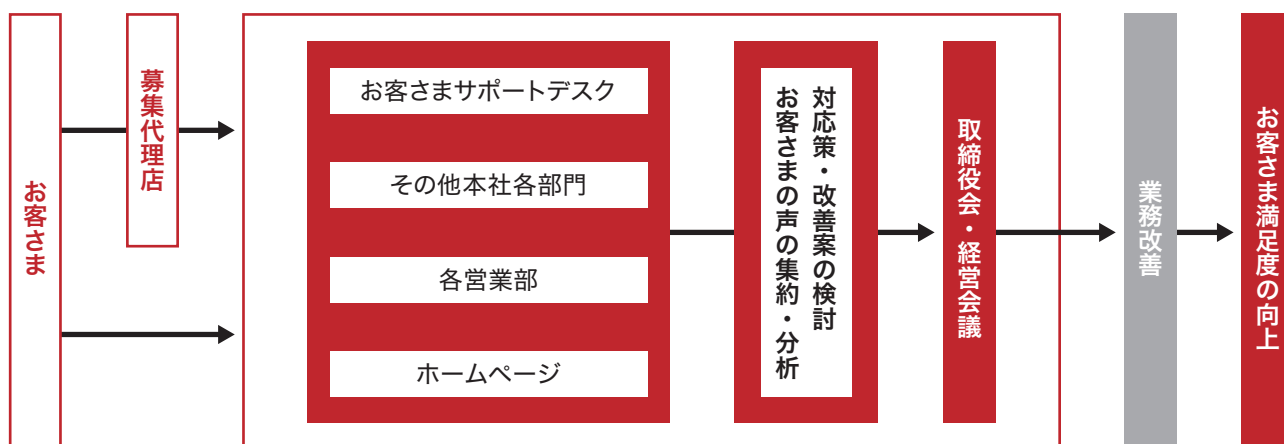 お客さま
募集代理店
お客さまサポートデスク
その他本社各部門
各営業部
ホームページ
対応策・改善案の検討
お客さまの声の集約・分析
取締役会・経営会議
業務改善
お客さま満足度の向上